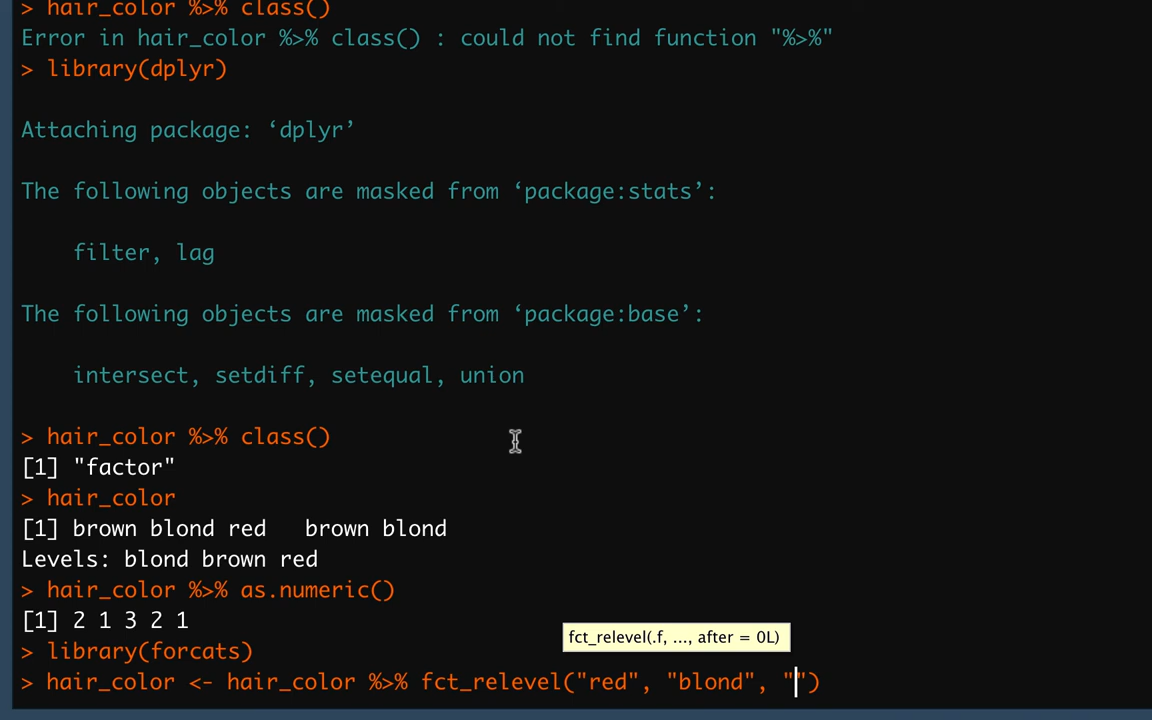 > hair_color %>% class()
Error in hair_color %>% class() : could not find function "%>%"
> library(dplyr)
Attaching package: ‘dplyr’
The following objects are masked from ‘package:stats’:
filter, lag
The following objects are masked from ‘package:base’:
intersect, setdiff, setequal, union
> hair_color %>% class()
[1] "factor"
> hair_color
[1] brown blond red   brown blond
Levels: blond brown red
> hair_color %>% as.numeric()
[1] 2 1 3 2 1
fct_relevel(.f, ..., after = 0L)
> library(forcats)
> hair_color <- hair_color %>% fct_relevel("red", "blond", "")